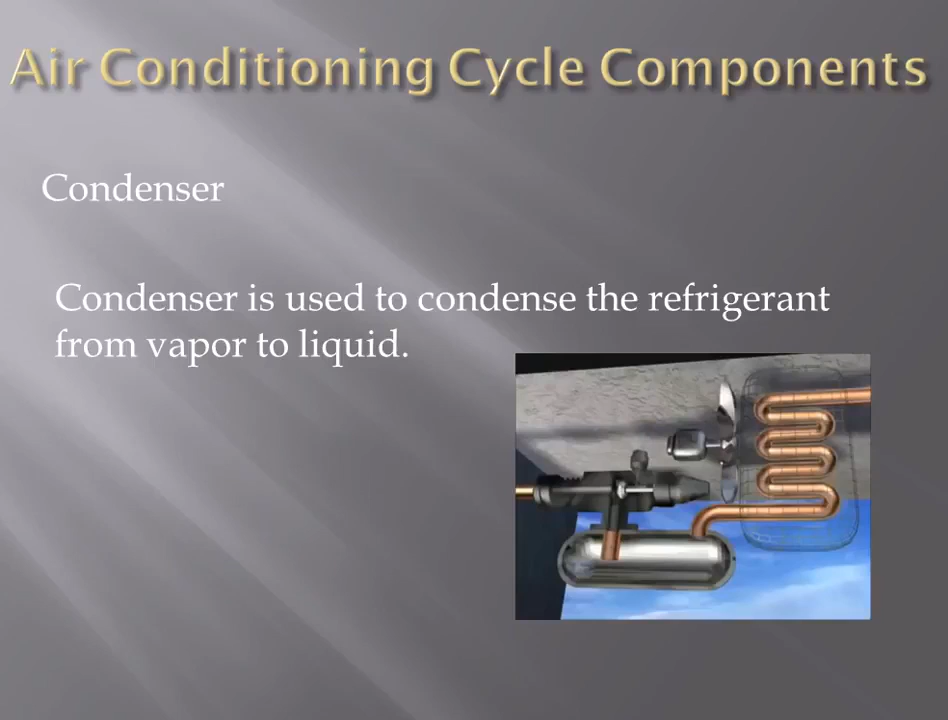 Air Conditioning Cycle Components
Condenser
Condenser is used to condense the refrigerant
from vapor to liquid.